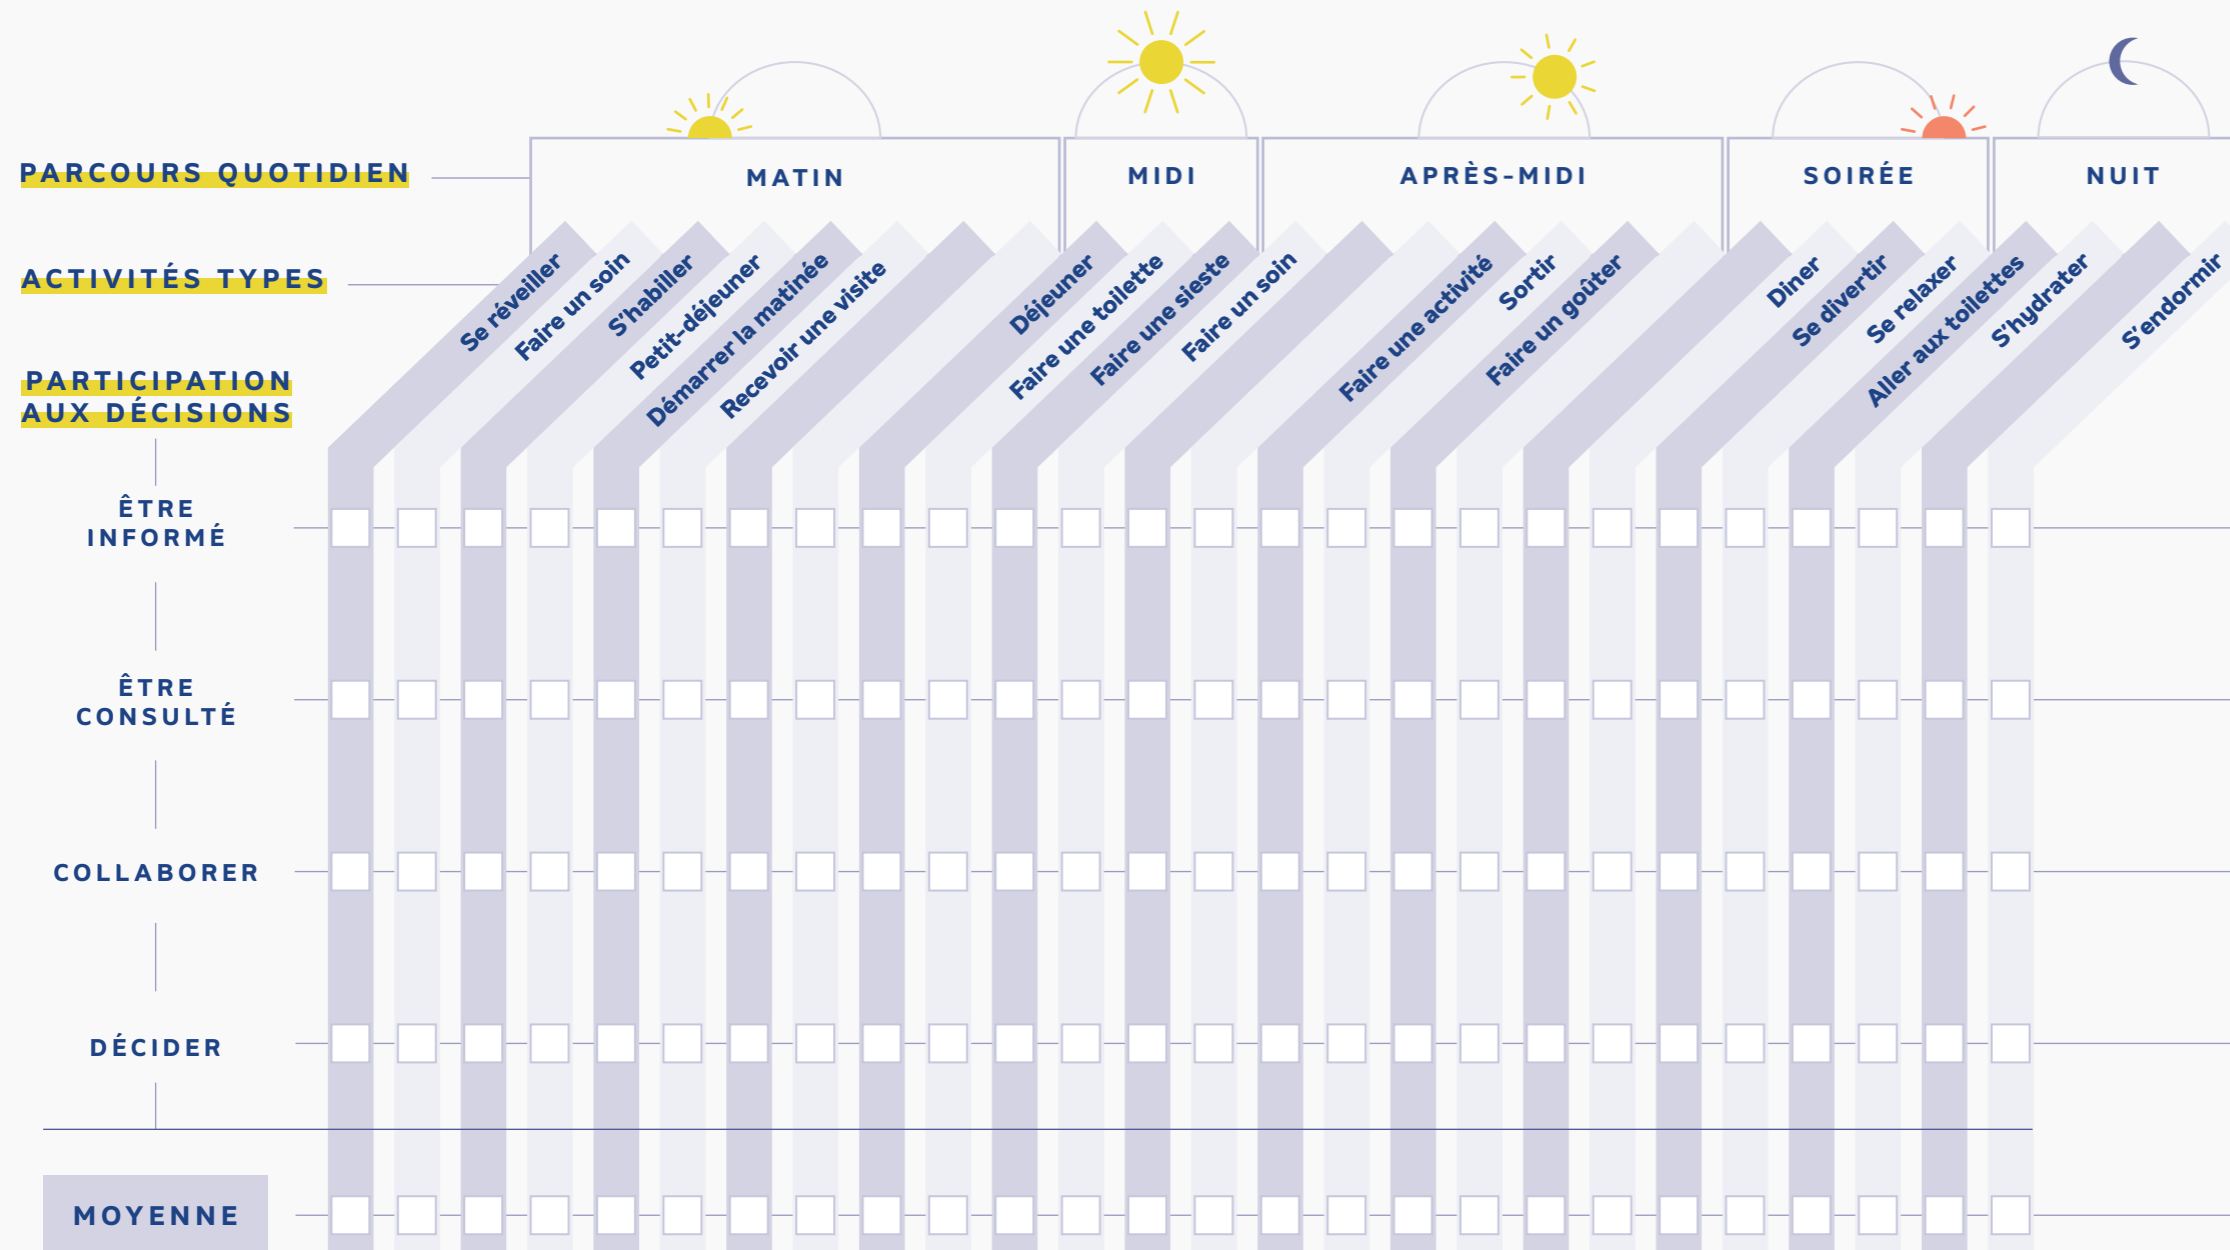 PARCOURS QUOTIDIEN
MATIN
MIDI
APRÈS-MIDI
SOIRÉE
NUIT
ACTIVITÉS TYPES
Se réveiller
Faire un soin
S'habiller
Petit-déjeuner
Démarrer la matinée
Recevoir une visite
Déjeuner
Faire une toilette
Faire une sieste
Faire un soin
Faire une activité
Sortir
Faire un goûter
Diner
Se divertir
Se relaxer
Aller aux toilettes
S'hydrater
S'endormir
PARTICIPATION
AUX DÉCISIONS
ÊTRE
INFORMÉ
ÊTRE
CONSULTÉ
COLLABORER
DÉCIDER
MOYENNE